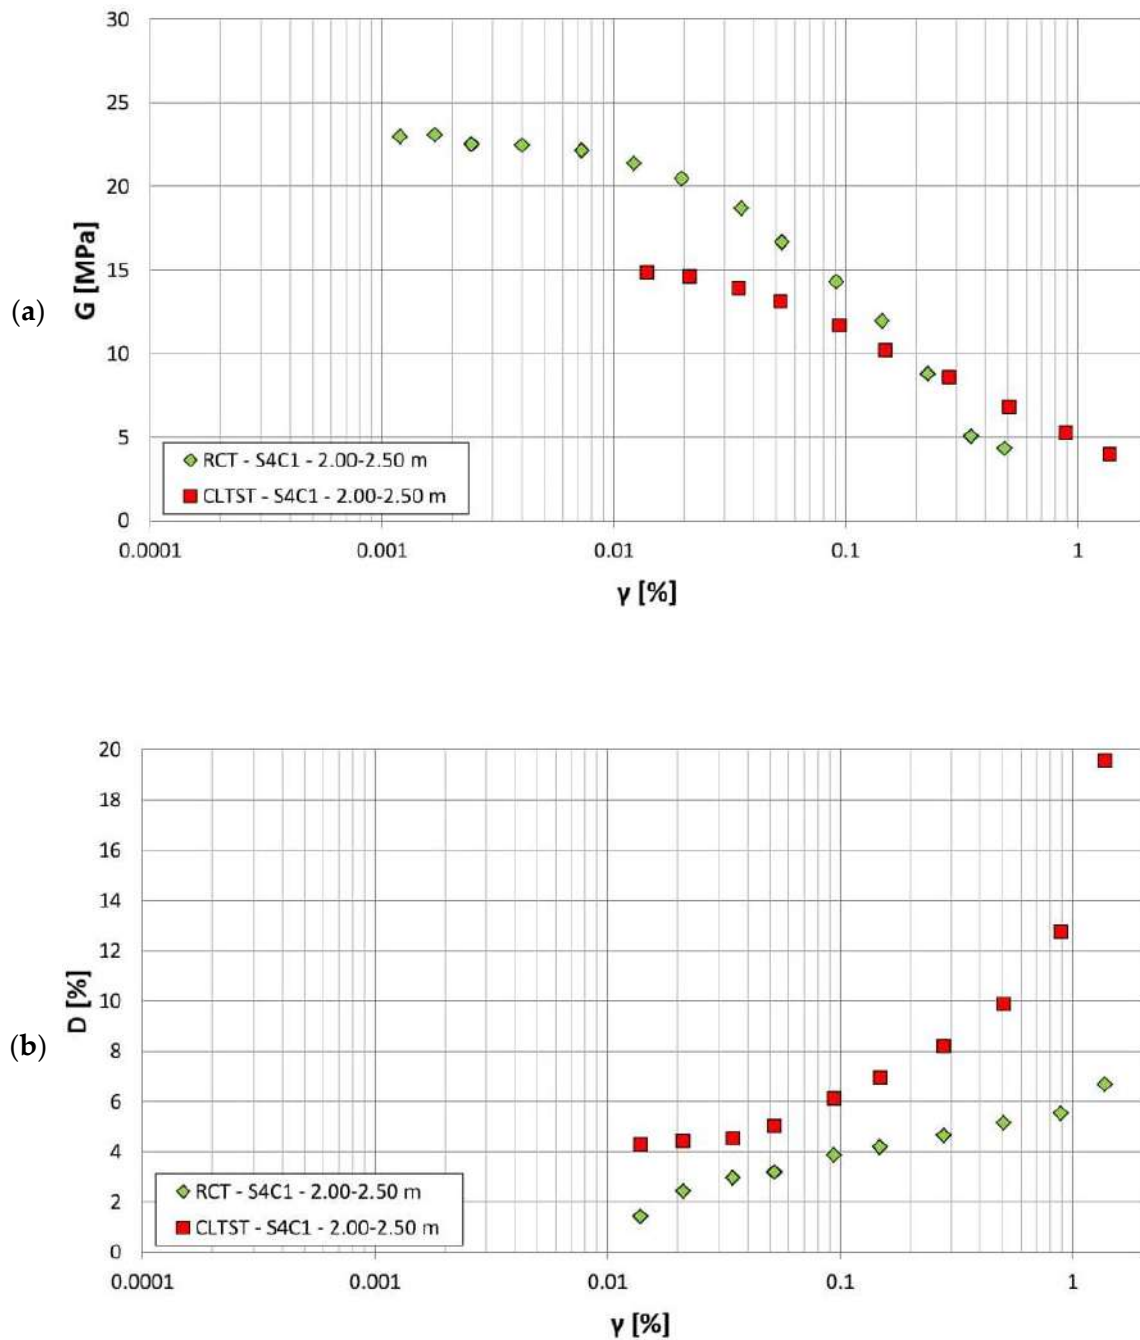 (a)
G [MPa]
30
25
20
15
10
5
0
RCT - S4C1 - 2.00-2.50 m
CLTST - S4C1 - 2.00-2.50 m
0.0001 0.001 0.01 0.1 1
γ [%]
(b)
D [%]
20
18
16
14
12
10
8
6
4
2
0
RCT - S4C1 - 2.00-2.50 m
CLTST - S4C1 - 2.00-2.50 m
0.0001 0.001 0.01 0.1 1
γ [%]